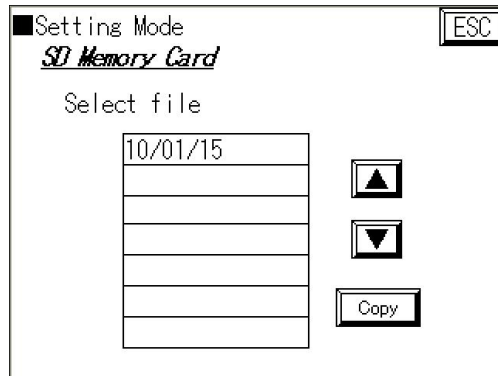 ■Setting Mode
ESC
SD Memory Card
Select file
10/01/15
▲
▼
Copy